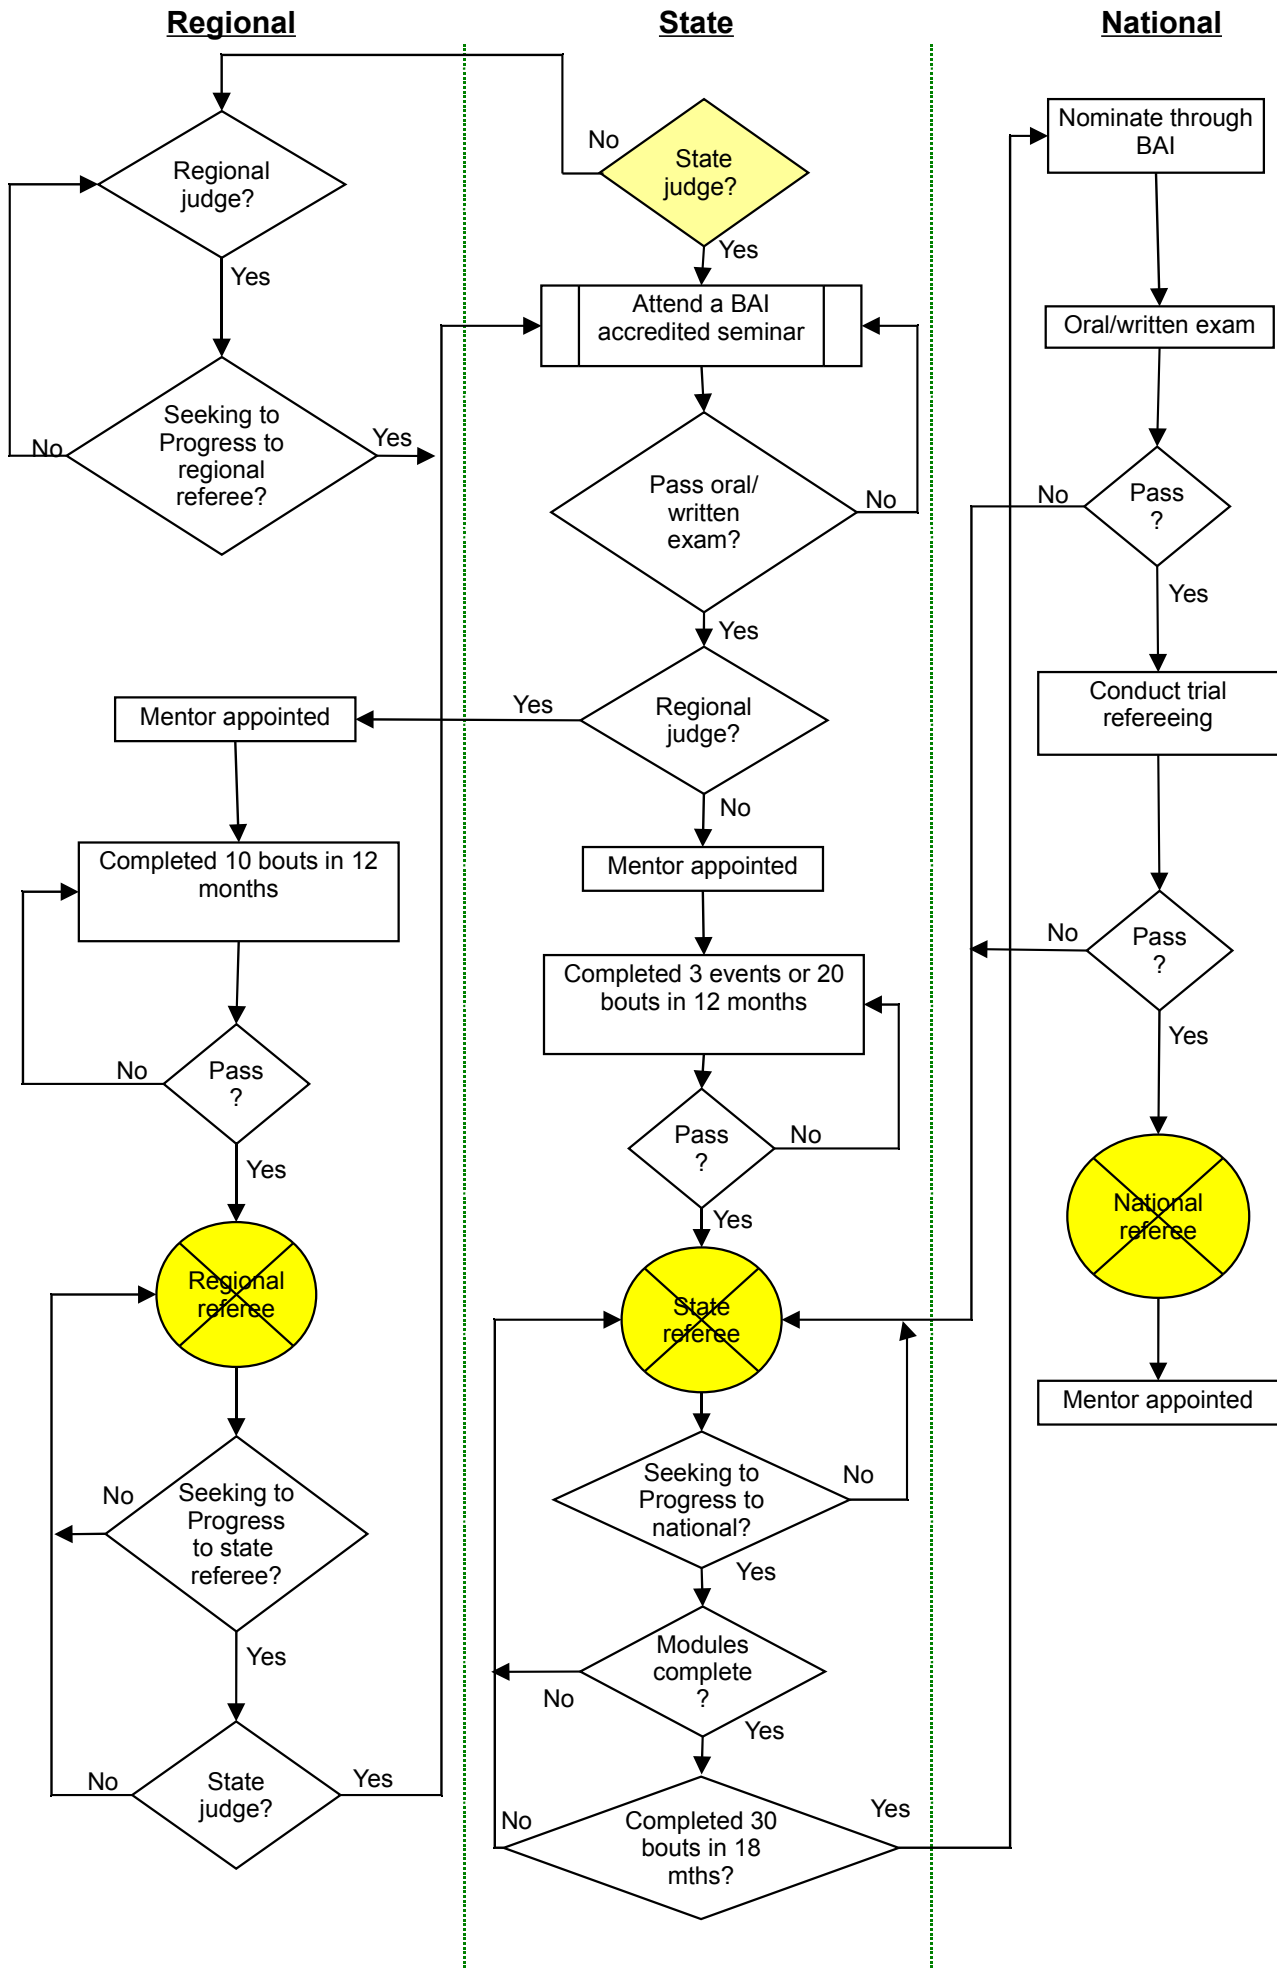 Regional
State
National
No
State
judge?
Yes
Regional
judge?
Yes
Seeking to
Progress to
regional
referee?
No
Yes
Attend a BAI
accredited seminar
Pass oral/
written
exam?
No
Yes
Regional
judge?
Yes
No
Mentor appointed
Completed 10 bouts in 12
months
Pass
?
No
Yes
Regional
referee
Seeking to
Progress
to state
referee?
No
Yes
State
judge?
No
Yes
Mentor appointed
Completed 3 events or 20
bouts in 12 months
Pass
?
No
Yes
State
referee
Seeking to
Progress to
national?
No
Yes
Modules
complete
?
No
Yes
Completed 30
bouts in 18
mths?
No
Yes
Nominate through
BAI
Oral/written exam
Pass
?
No
Yes
Conduct trial
refereeing
Pass
?
No
Yes
National
referee
Mentor appointed